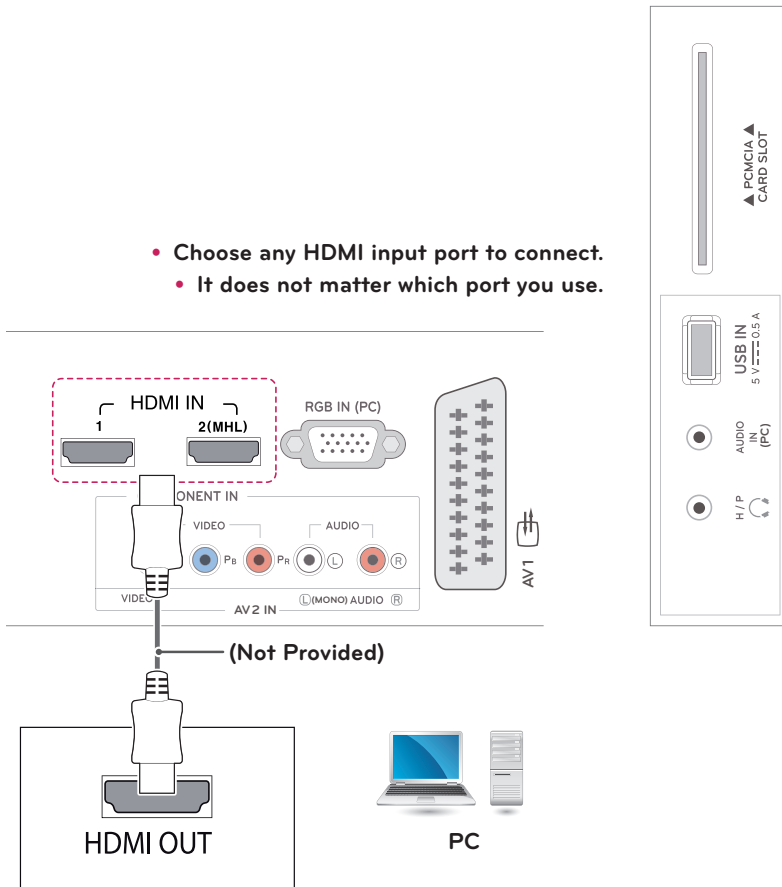 • Choose any HDMI input port to connect.
• It does not matter which port you use.
HDMI IN
1
2(MHL)
RGB IN (PC)
ONENT IN
VIDEO
AUDIO
PB
PR
L
R
VIDEO
L(MONO) AUDIO R
AV2 IN
AV1
(Not Provided)
HDMI OUT
PC
▲ PCMCIA ▲
CARD SLOT
USB IN
5 V 0.5 A
AUDIO
IN
(PC)
H/P